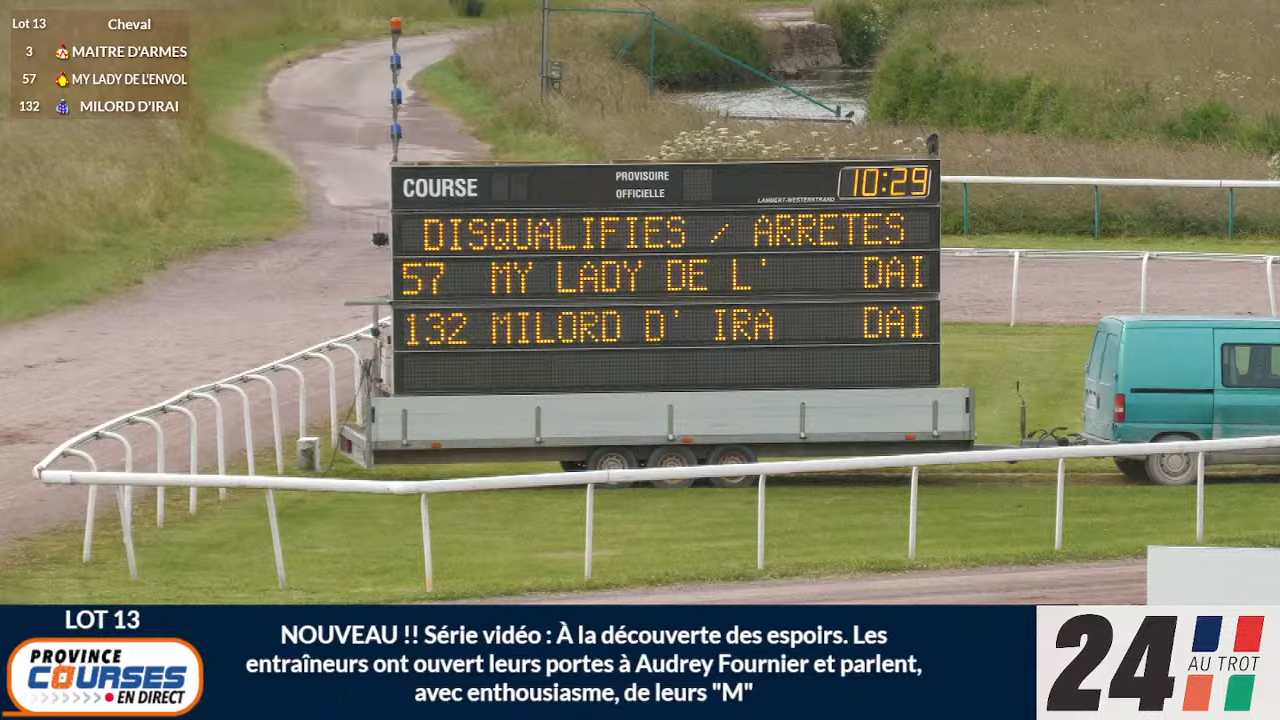 Lot 13 Cheval
3 MAITRE D'ARMES
57 MY LADY DE L'ENVOL
132 MILORD D'IRAI
COURSE
PROVISOIRE
OFFICIELLE
LAMBERT-WESTERSTRAND
10:29
DISQUALIFIES / ARRETES
57 MY LADY DE L' DAI
132 MILORD D' IRA DAI
LOT 13
PROVINCE
COURSES
EN DIRECT
NOUVEAU !! Série vidéo : À la découverte des espoirs. Les
entraîneurs ont ouvert leurs portes à Audrey Fournier et parlent,
avec enthousiasme, de leurs "M"
24
AU TROT